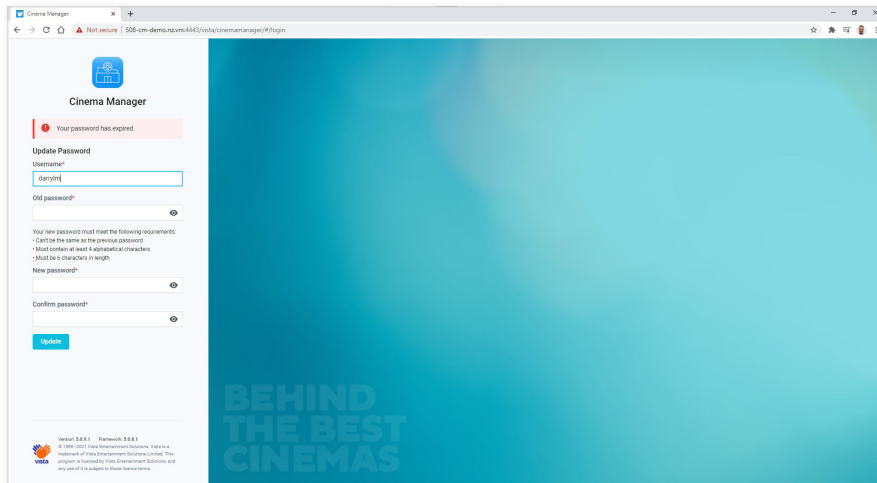 Cinema Manager
Not secure | 508-cm-demo.nz.vm:4443/vista/cinemamanager/#/login
Cinema Manager
Your password has expired
Update Password
Username*
darrylm
Old password*
Your new password must meet the following requirements:
• Can't be the same as the previous password
• Must contain at least 4 alphabetical characters
• Must be 6 characters in length
New password*
Confirm password*
Update
BEHIND
THE BEST
CINEMAS
Version: 5.0.9.1 Framework: 5.0.8.1
© 1996–2021 Vista Entertainment Solutions. Vista is a
trademark of Vista Entertainment Solutions Limited. This
program is licensed by Vista Entertainment Solutions, and
any use of it is subject to those licence terms.
vista